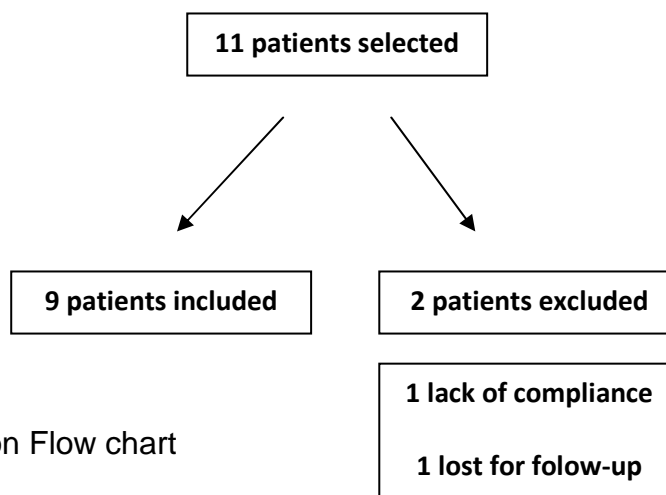 11 patients selected
9 patients included
2 patients excluded
1 lack of compliance
on Flow chart
1 lost for folow-up